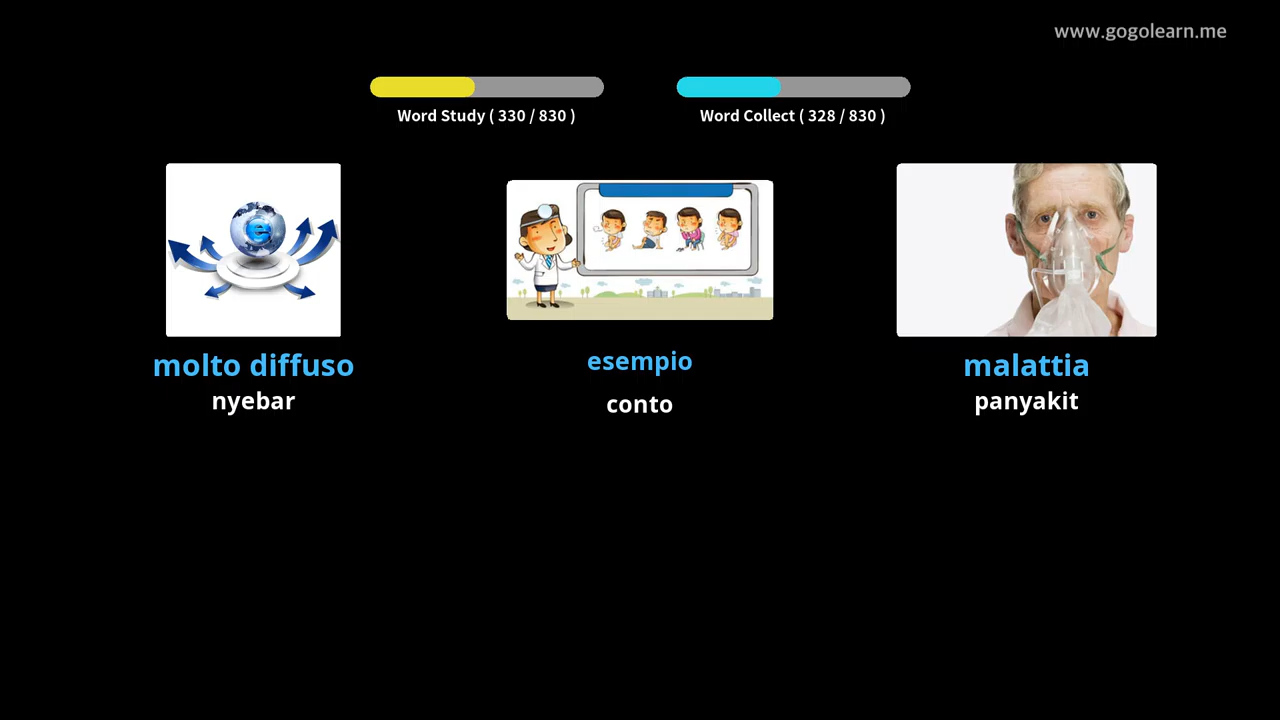 www.gogolearn.me
Word Study ( 330 / 830 )
Word Collect ( 328 / 830 )
e
molto diffuso
nyebar
esempio
conto
malattia
panyakit